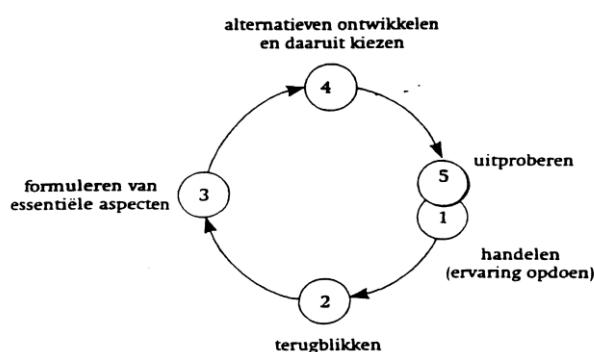 alternatieven ontwikkelen
en daaruit kiezen
4
uitproberen
5
formuleren van
essentiële aspecten
3
1
handelen
(ervaring opdoen)
2
terugblikken